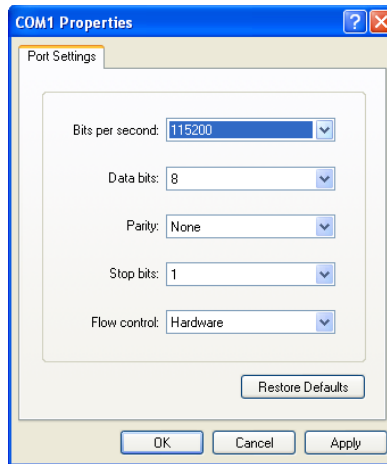 COM1 Properties
Port Settings
Bits per second: 115200
Data bits: 8
Parity: None
Stop bits: 1
Flow control: Hardware
Restore Defaults
OK Cancel Apply